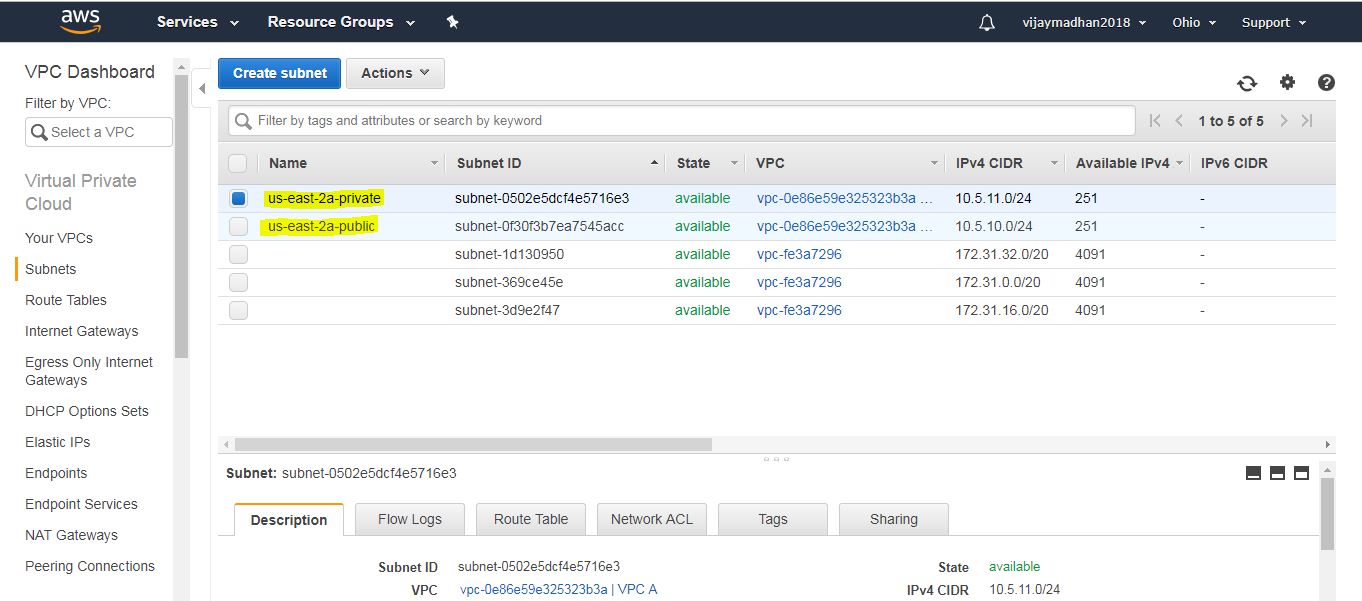 aws Services Resource Groups vijaymadhan2018 Ohio Support
VPC Dashboard
Filter by VPC:
Select a VPC
Virtual Private
Cloud
Your VPCs
Subnets
Route Tables
Internet Gateways
Egress Only Internet
Gateways
DHCP Options Sets
Elastic IPs
Endpoints
Endpoint Services
NAT Gateways
Peering Connections
Create subnet Actions
Filter by tags and attributes or search by keyword 1 to 5 of 5
Name Subnet ID State VPC IPv4 CIDR Available IPv4 IPv6 CIDR
us-east-2a-private subnet-0502e5dcf4e5716e3 available vpc-0e86e59e325323b3a ... 10.5.11.0/24 251 -
us-east-2a-public subnet-0f30f3b7ea7545acc available vpc-0e86e59e325323b3a ... 10.5.10.0/24 251 -
subnet-1d130950 available vpc-fe3a7296 172.31.32.0/20 4091 -
subnet-369ce45e available vpc-fe3a7296 172.31.0.0/20 4091 -
subnet-3d9e2f47 available vpc-fe3a7296 172.31.16.0/20 4091 -
Subnet: subnet-0502e5dcf4e5716e3
Description Flow Logs Route Table Network ACL Tags Sharing
Subnet ID subnet-0502e5dcf4e5716e3 State available
VPC vpc-0e86e59e325323b3a | VPC A IPv4 CIDR 10.5.11.0/24